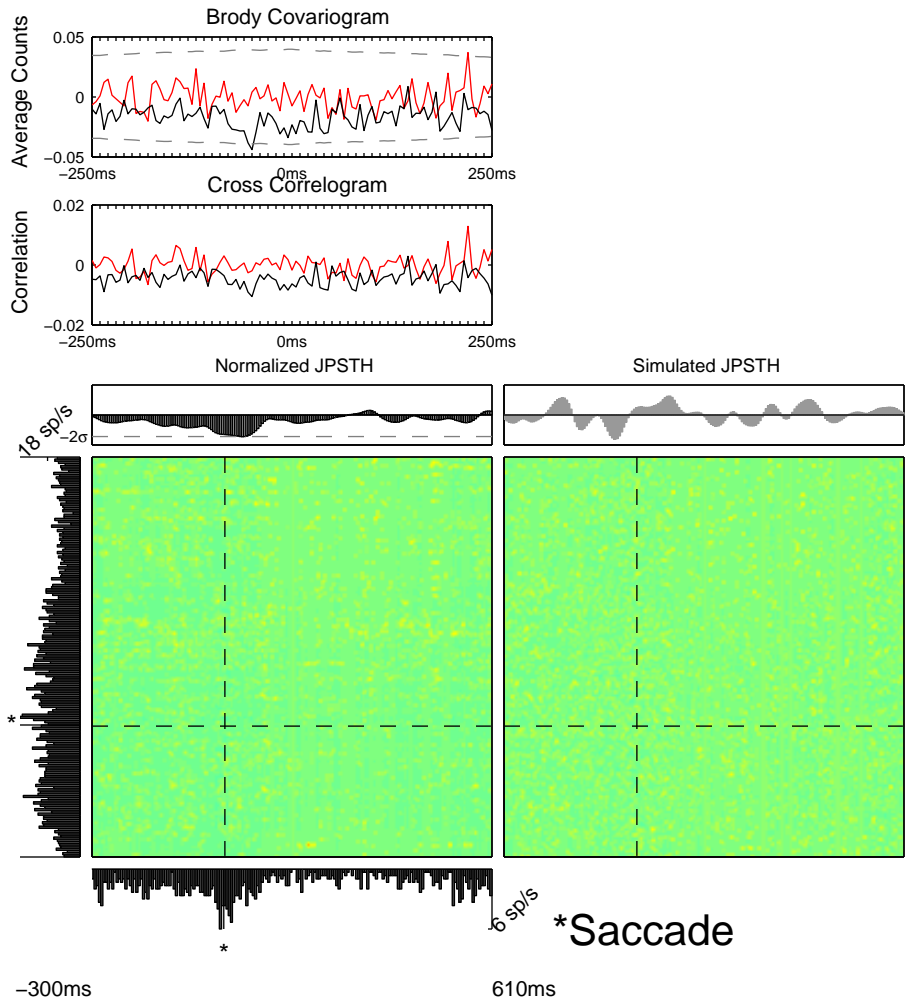 Brody Covariogram
Average Counts
0.05
0
−0.05
−250ms
0ms
250ms
Cross Correlogram
Correlation
0.02
0
−0.02
−250ms
0ms
250ms
Normalized JPSTH
Simulated JPSTH
18 sp/s
−2σ
*
6 sp/s
*
*Saccade
−300ms
610ms